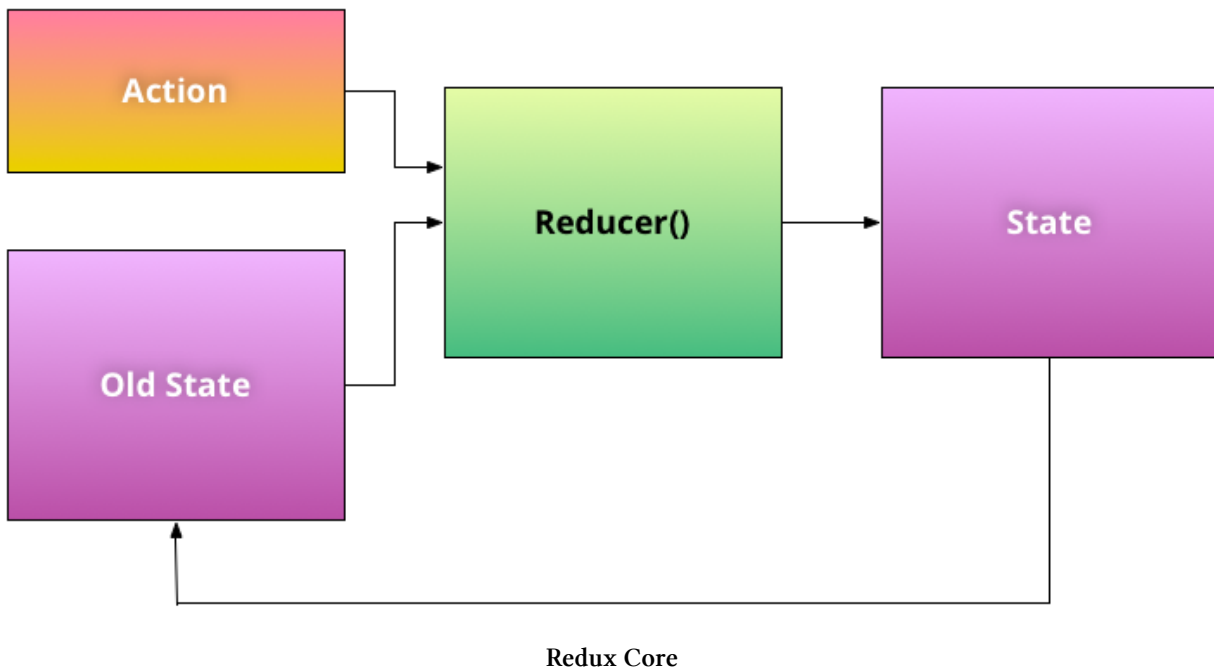 Action
Reducer()
State
Old State
Redux Core